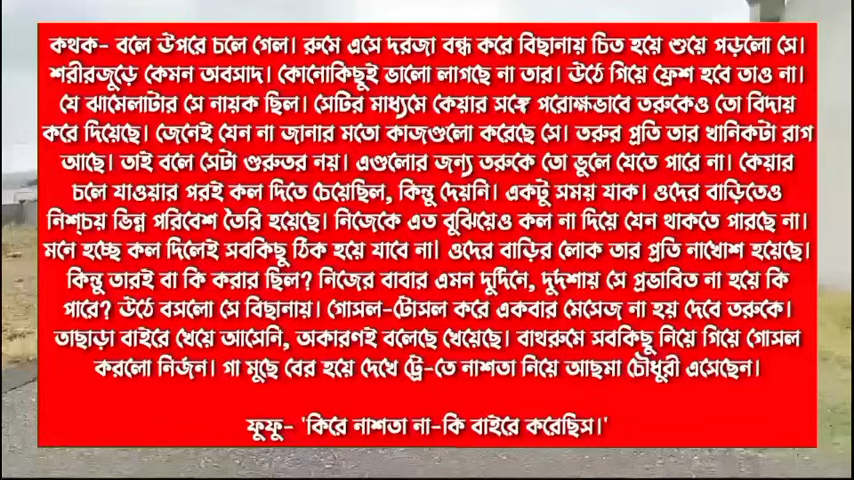 কথক- বলে উপরে চলে গেল। রুমে এসে দরজা বন্ধ করে বিছানায় চিত হয়ে শুয়ে পড়লো সে।
শরীরজুড়ে কেমন অবসাদ। কোনোকিছুই ভালো লাগছে না তার। উঠে গিয়ে ফ্রেশ হবে তাও না।
যে ঝামেলাটার সে নায়ক ছিল। সেটির মাধ্যমে কেয়ার সঙ্গে পরোক্ষভাবে তরুকেও তো বিদায়
করে দিয়েছে। জেনেই যেন না জানার মতো কাজগুলো করেছে সে। তরুর প্রতি তার খানিকটা রাগ
আছে। তাই বলে সেটা গুরুতর নয়। এগুলোর জন্য তরুকে তো ভুলে যেতে পারে না। কেয়ার
চলে যাওয়ার পরই কল দিতে চেয়েছিল, কিন্তু দেয়নি। একটু সময় যাক। ওদের বাড়িতেও
নিশ্চয় ভিন্ন পরিবেশ তৈরি হয়েছে। নিজেকে এত বুঝিয়েও কল না দিয়ে যেন থাকতে পারছে না।
মনে হচ্ছে কল দিলেই সবকিছু ঠিক হয়ে যাবে না। ওদের বাড়ির লোক তার প্রতি নাখোশ হয়েছে।
কিন্তু তারই বা কি করার ছিল? নিজের বাবার এমন দুর্দিনে, দুর্দশায় সে প্রভাবিত না হয়ে কি
পারে? উঠে বসলো সে বিছানায়। গোসল-টোসল করে একবার মেসেজ না হয় দেবে তরুকে।
তাছাড়া বাইরে খেয়ে আসেনি, অকারণই বলেছে খেয়েছে। বাথরুমে সবকিছু নিয়ে গিয়ে গোসল
করলো নির্জন। গা মুছে বের হয়ে দেখে ট্রে-তে নাশতা নিয়ে আছমা চৌধুরী এসেছেন।
ফুফু- 'কিরে নাশতা না-কি বাইরে করেছিস।'